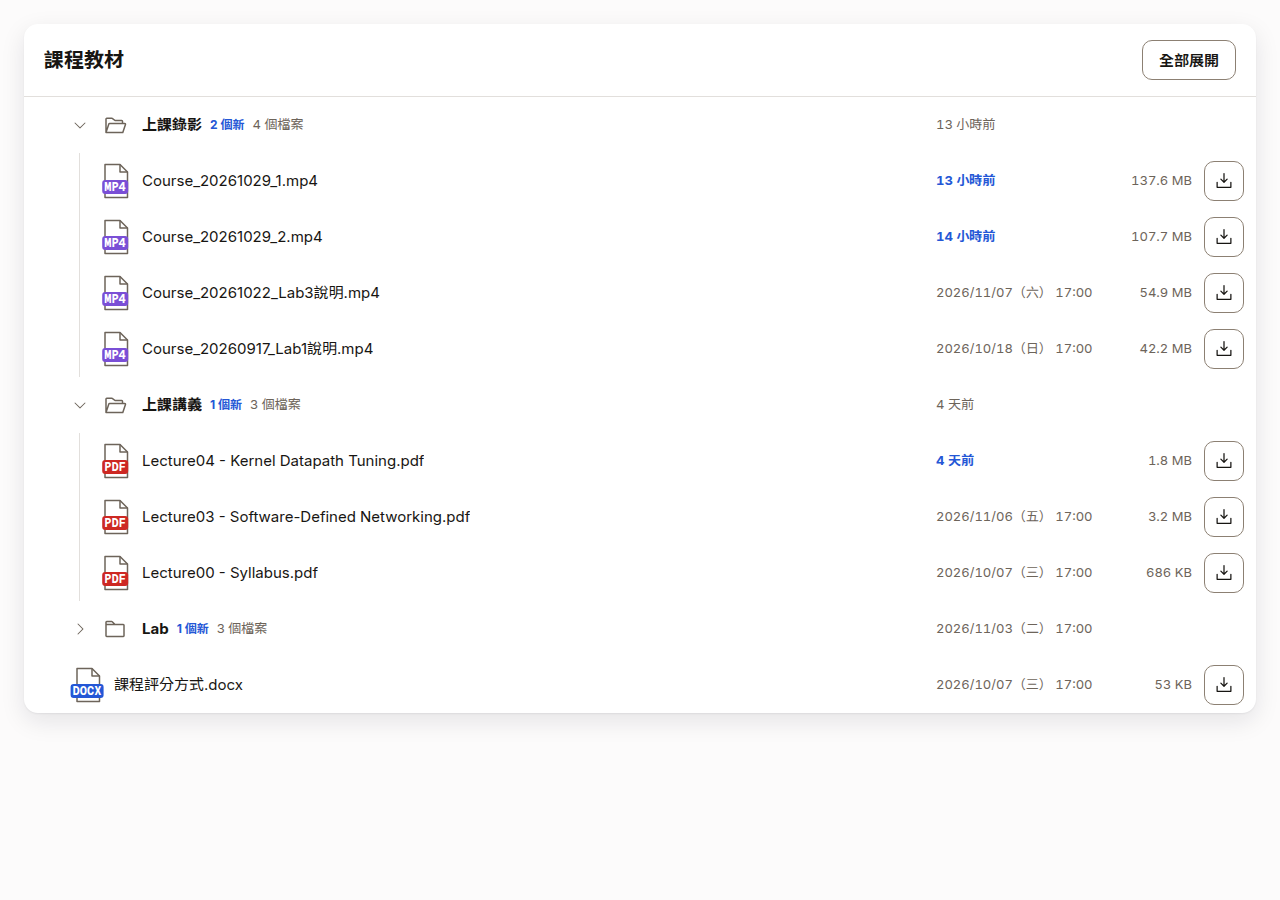 課程教材
全部展開
上課錄影 2 個新 4 個檔案 13 小時前
MP4 Course_20261029_1.mp4 13 小時前 137.6 MB
MP4 Course_20261029_2.mp4 14 小時前 107.7 MB
MP4 Course_20261022_Lab3說明.mp4 2026/11/07（六） 17:00 54.9 MB
MP4 Course_20260917_Lab1說明.mp4 2026/10/18（日） 17:00 42.2 MB
上課講義 1 個新 3 個檔案 4 天前
PDF Lecture04 - Kernel Datapath Tuning.pdf 4 天前 1.8 MB
PDF Lecture03 - Software-Defined Networking.pdf 2026/11/06（五） 17:00 3.2 MB
PDF Lecture00 - Syllabus.pdf 2026/10/07（三） 17:00 686 KB
Lab 1 個新 3 個檔案 2026/11/03（二） 17:00
DOCX 課程評分方式.docx 2026/10/07（三） 17:00 53 KB